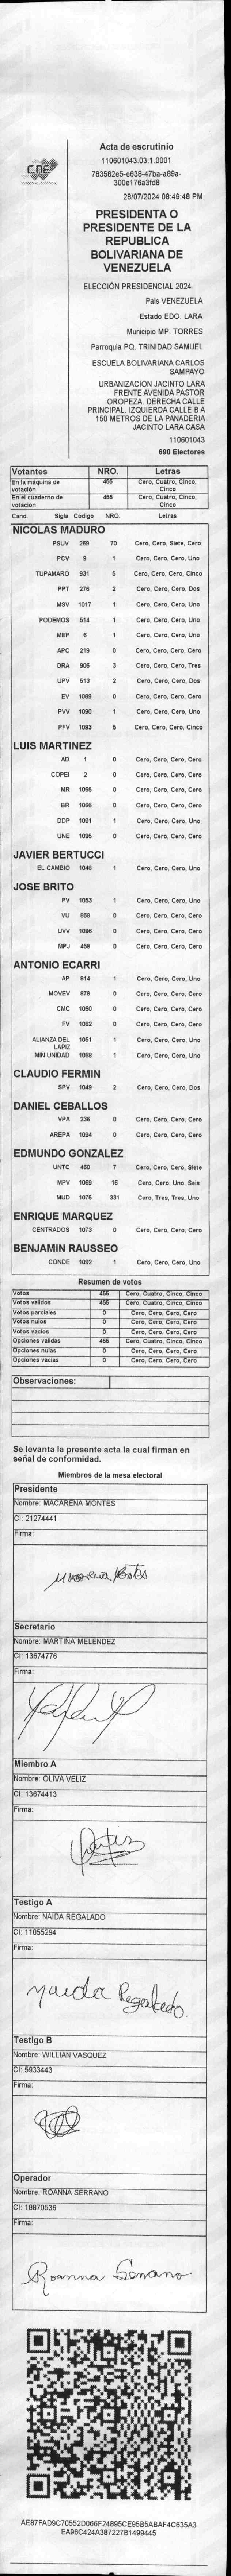 CNE
Acta de escrutinio
110601043.03.1.0001
28/07/2024 08:49:48 PM
PRESIDENTA O
PRESIDENTE DE LA
REPUBLICA
BOLIVARIANA DE
VENEZUELA
ELECCIÓN PRESIDENCIAL 2024
País VENEZUELA
Estado EDO. LARA
Municipio MP. TORRES
Parroquia PQ. TRINIDAD SAMUEL
ESCUELA BOLIVARIANA CARLOS
SAMPAYO
URBANIZACION JACINTO LARA
FRENTE AVENIDA PASTOR
OROPEZA. DERECHA CALLE
PRINCIPAL. IZQUIERDA CALLE B A
150 METROS DE LA PANADERIA
JACINTO LARA CASA
110601043
690 Electores
Votantes NRO. Letras
En la máquina de votación 455 Cero, Cuatro, Cinco, Cinco
En el cuaderno de votación 455 Cero, Cuatro, Cinco, Cinco
Cand. Sigla Código NRO. Letras
NICOLAS MADURO
PSUV 269 70 Cero, Cero, Siete, Cero
PCV 9 1 Cero, Cero, Cero, Uno
TUPAMARO 931 5 Cero, Cero, Cero, Cinco
PPT 276 2 Cero, Cero, Cero, Dos
MSV 1017 1 Cero, Cero, Cero, Uno
PODEMOS 514 1 Cero, Cero, Cero, Uno
MEP 6 1 Cero, Cero, Cero, Uno
APC 219 0 Cero, Cero, Cero, Cero
ORA 906 3 Cero, Cero, Cero, Tres
UPV 513 2 Cero, Cero, Cero, Dos
EV 1089 0 Cero, Cero, Cero, Cero
PVV 1090 1 Cero, Cero, Cero, Uno
PFV 1093 5 Cero, Cero, Cero, Cinco
LUIS MARTINEZ
AD 1 0 Cero, Cero, Cero, Cero
COPEI 2 0 Cero, Cero, Cero, Cero
MR 1065 0 Cero, Cero, Cero, Cero
BR 1066 0 Cero, Cero, Cero, Cero
DDP 1091 1 Cero, Cero, Cero, Uno
UNE 1095 0 Cero, Cero, Cero, Cero
JAVIER BERTUCCI
EL CAMBIO 1048 1 Cero, Cero, Cero, Uno
JOSE BRITO
PV 1053 1 Cero, Cero, Cero, Uno
VU 868 0 Cero, Cero, Cero, Cero
UVV 1096 0 Cero, Cero, Cero, Cero
MPJ 458 0 Cero, Cero, Cero, Cero
ANTONIO ECARRI
AP 814 1 Cero, Cero, Cero, Uno
MOVEV 878 0 Cero, Cero, Cero, Cero
CMC 1050 0 Cero, Cero, Cero, Cero
FV 1062 0 Cero, Cero, Cero, Cero
ALIANZA DEL LAPIZ 1051 1 Cero, Cero, Cero, Uno
MIN UNIDAD 1068 1 Cero, Cero, Cero, Uno
CLAUDIO FERMIN
SPV 1049 2 Cero, Cero, Cero, Dos
DANIEL CEBALLOS
VPA 236 0 Cero, Cero, Cero, Cero
AREPA 1094 0 Cero, Cero, Cero, Cero
EDMUNDO GONZALEZ
UNTC 460 7 Cero, Cero, Cero, Siete
MPV 1069 16 Cero, Cero, Uno, Seis
MUD 1075 331 Cero, Tres, Tres, Uno
ENRIQUE MARQUEZ
CENTRADOS 1073 0 Cero, Cero, Cero, Cero
BENJAMIN RAUSSEO
CONDE 1092 1 Cero, Cero, Cero, Uno
Resumen de votos
Votos 455 Cero, Cuatro, Cinco, Cinco
Votos validos 455 Cero, Cuatro, Cinco, Cinco
Votos parciales 0 Cero, Cero, Cero, Cero
Votos nulos 0 Cero, Cero, Cero, Cero
Votos vacios 0 Cero, Cero, Cero, Cero
Opciones validas 455 Cero, Cuatro, Cinco, Cinco
Opciones nulas 0 Cero, Cero, Cero, Cero
Opciones vacias 0 Cero, Cero, Cero, Cero
Observaciones:
Se levanta la presente acta la cual firman en
señal de conformidad.
Miembros de la mesa electoral
Presidente
Nombre: MACARENA MONTES
CI: 21274441
Firma:
Secretario
Nombre: MARTIÑA MELENDEZ
CI: 13674776
Firma:
Miembro A
Nombre: OLIVA VELIZ
CI: 13674413
Firma:
Testigo A
Nombre: NAIDA REGALADO
CI: 11055294
Firma:
Naida Regalado
Testigo B
Nombre: WILLIAN VASQUEZ
CI: 5933443
Firma:
Operador
Nombre: ROANNA SERRANO
CI: 18870536
Firma:
Roanna Serrano